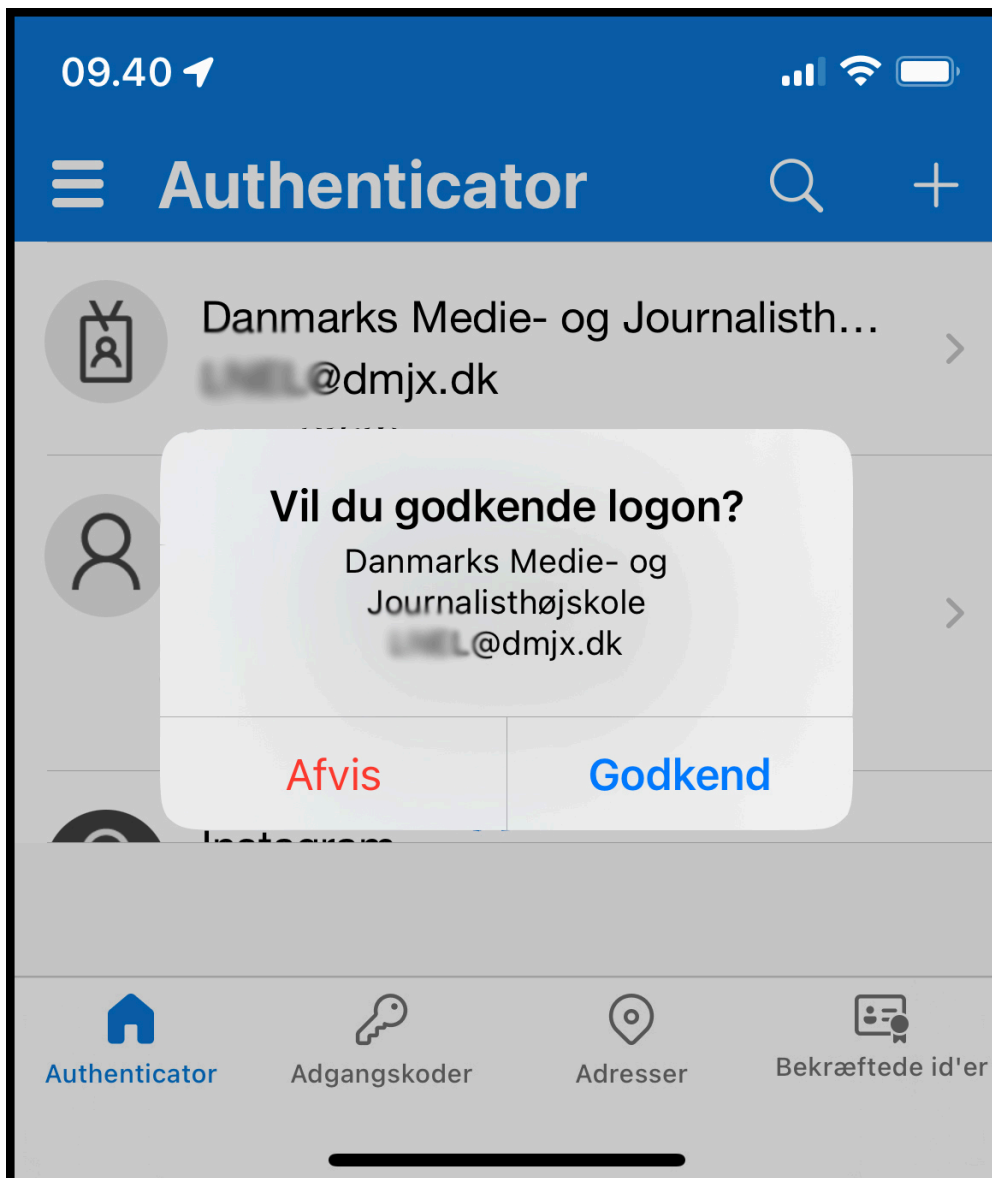 09.40
Authenticator
Danmarks Medie- og Journalisth...
@dmjx.dk
Vil du godkende logon?
Danmarks Medie- og
Journalisthøjskole
@dmjx.dk
Afvis
Godkend
Instagram
Authenticator
Adgangskoder
Adresser
Bekræftede id'er